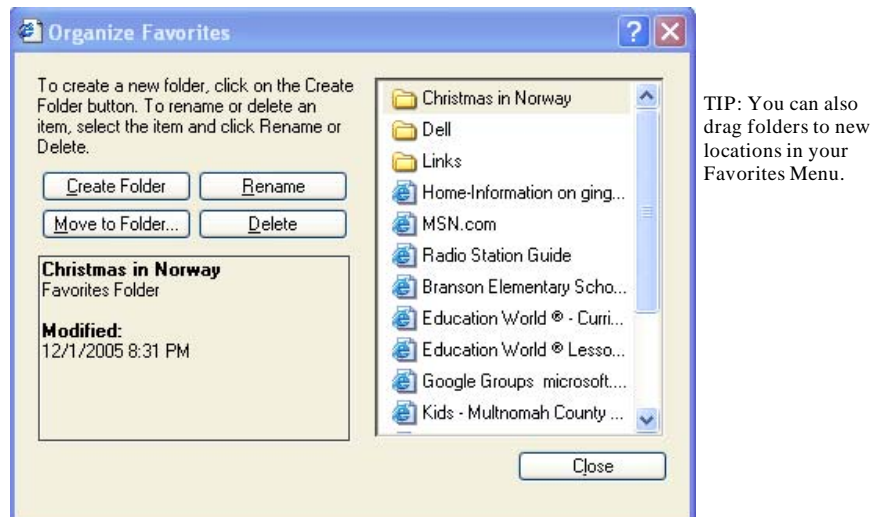 Organize Favorites
To create a new folder, click on the Create
Folder button. To rename or delete an
item, select the item and click Rename or
Delete.
Create Folder
Rename
Move to Folder...
Delete
Christmas in Norway
Favorites Folder
Modified:
12/1/2005 8:31 PM
Christmas in Norway
Dell
Links
Home-Information on ging...
MSN.com
Radio Station Guide
Branson Elementary Scho...
Education World ® - Curri...
Education World ® Lesso...
Google Groups microsoft....
Kids - Multnomah County ...
Close
TIP: You can also
drag folders to new
locations in your
Favorites Menu.